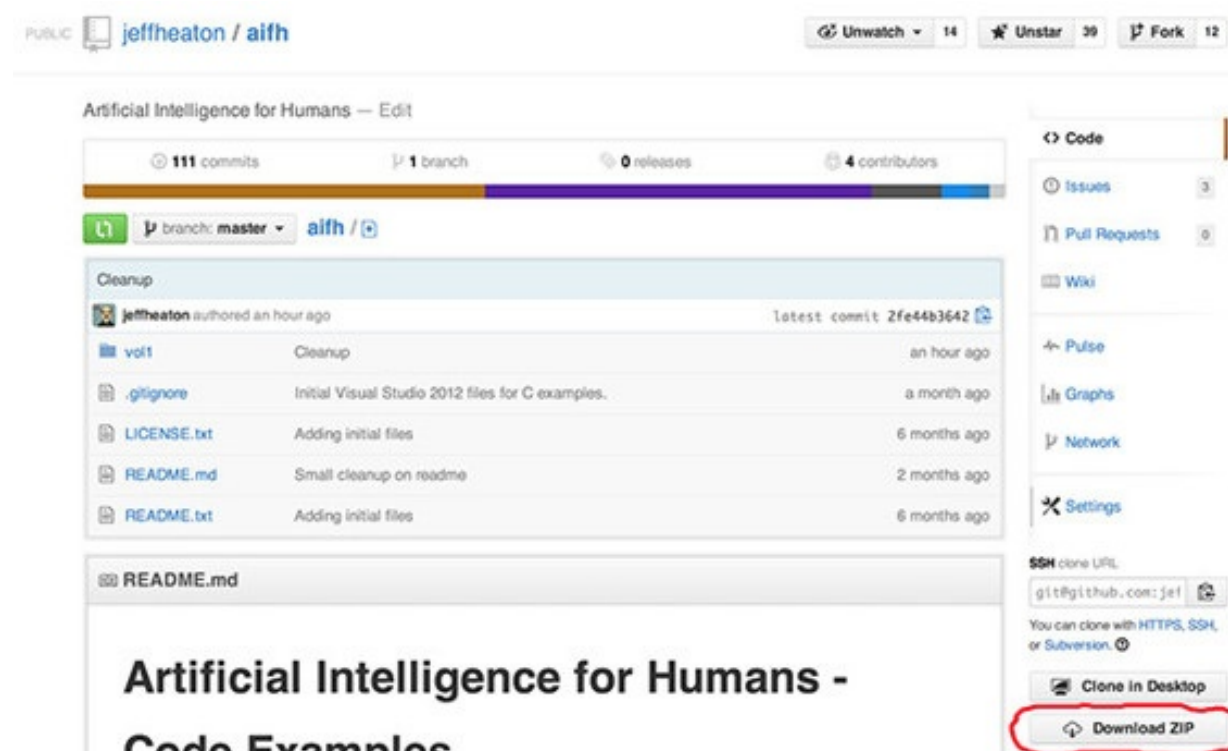 PUBLIC jeffheaton / aifh
Unwatch 14 Unstar 39 Fork 12
Artificial Intelligence for Humans — Edit
111 commits 1 branch 0 releases 4 contributors
branch: master aifh /
Cleanup
jeffheaton authored an hour ago latest commit 2fe44b3642
vol1 Cleanup an hour ago
.gitignore Initial Visual Studio 2012 files for C examples. a month ago
LICENSE.txt Adding initial files 6 months ago
README.md Small cleanup on readme 2 months ago
README.txt Adding initial files 6 months ago
README.md
Artificial Intelligence for Humans -
Code Examples
Code
Issues 3
Pull Requests 0
Wiki
Pulse
Graphs
Network
Settings
SSH clone URL
git@github.com:jef
You can clone with HTTPS, SSH,
or Subversion.
Clone in Desktop
Download ZIP